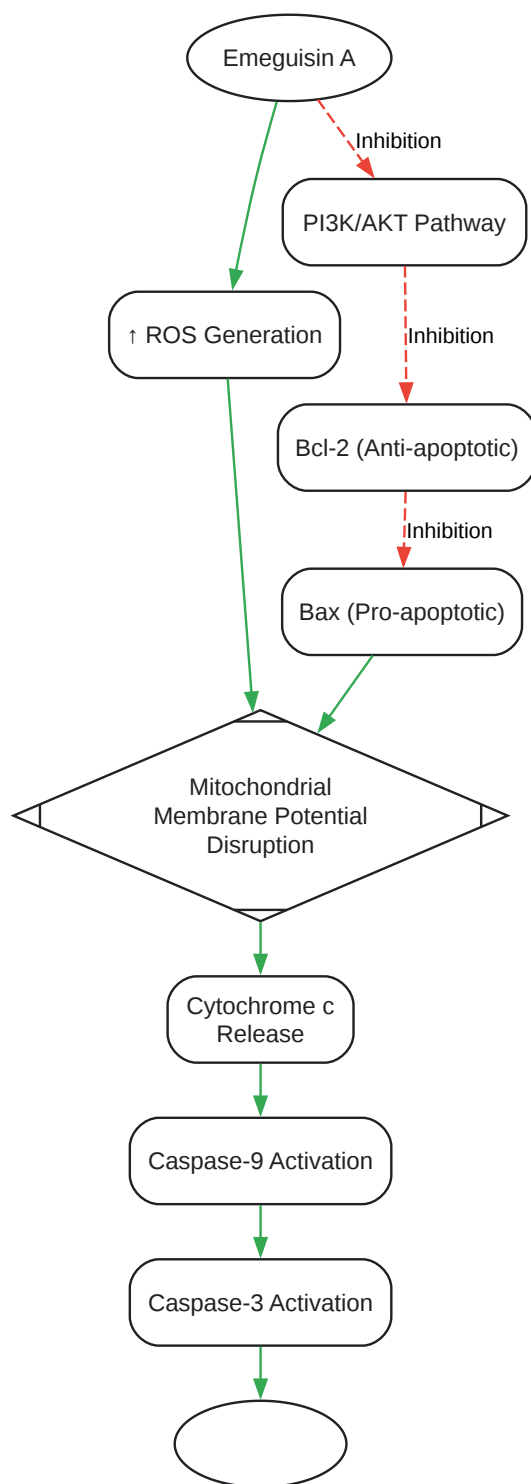 Emeguisin A
Inhibition
PI3K/AKT Pathway
↑ ROS Generation
Inhibition
Bcl-2 (Anti-apoptotic)
Inhibition
Bax (Pro-apoptotic)
Mitochondrial
Membrane Potential
Disruption
Cytochrome c
Release
Caspase-9 Activation
Caspase-3 Activation